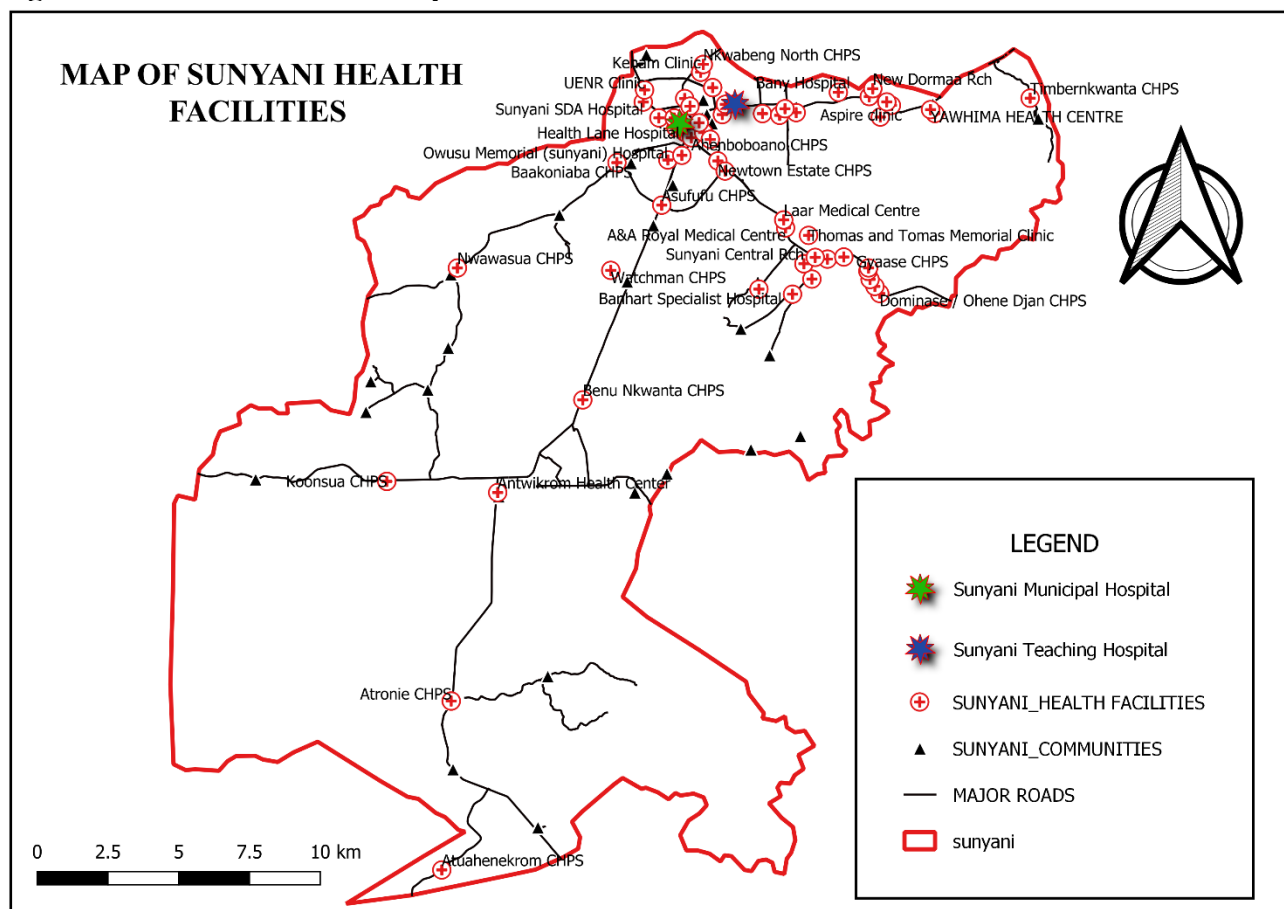 MAP OF SUNYANI HEALTH
FACILITIES
Nkwabeng North CHPS
Kebam Clinic
UENR Clinic
Bany Hospital
New Dormaa Rch
Timbernkwanta CHPS
Sunyani SDA Hospital
Aspire clinic
YAWHIMA HEALTH CENTRE
Health Lane Hospital
Ahenboboano CHPS
Owusu Memorial (sunyani) Hospital
Baakoniaba CHPS
Newtown Estate CHPS
Asufufu CHPS
Laar Medical Centre
A&A Royal Medical Centre
Thomas and Tomas Memorial Clinic
Sunyani Central Rch
Gyaase CHPS
Nwawasua CHPS
Watchman CHPS
Banhart Specialist Hospital
Dominase / Ohene Djan CHPS
Benu Nkwanta CHPS
Koonsua CHPS
Antwikrom Health Center
Atronie CHPS
Atuahenekrom CHPS
0 2.5 5 7.5 10 km
LEGEND
Sunyani Municipal Hospital
Sunyani Teaching Hospital
SUNYANI_HEALTH FACILITIES
SUNYANI_COMMUNITIES
MAJOR ROADS
sunyani